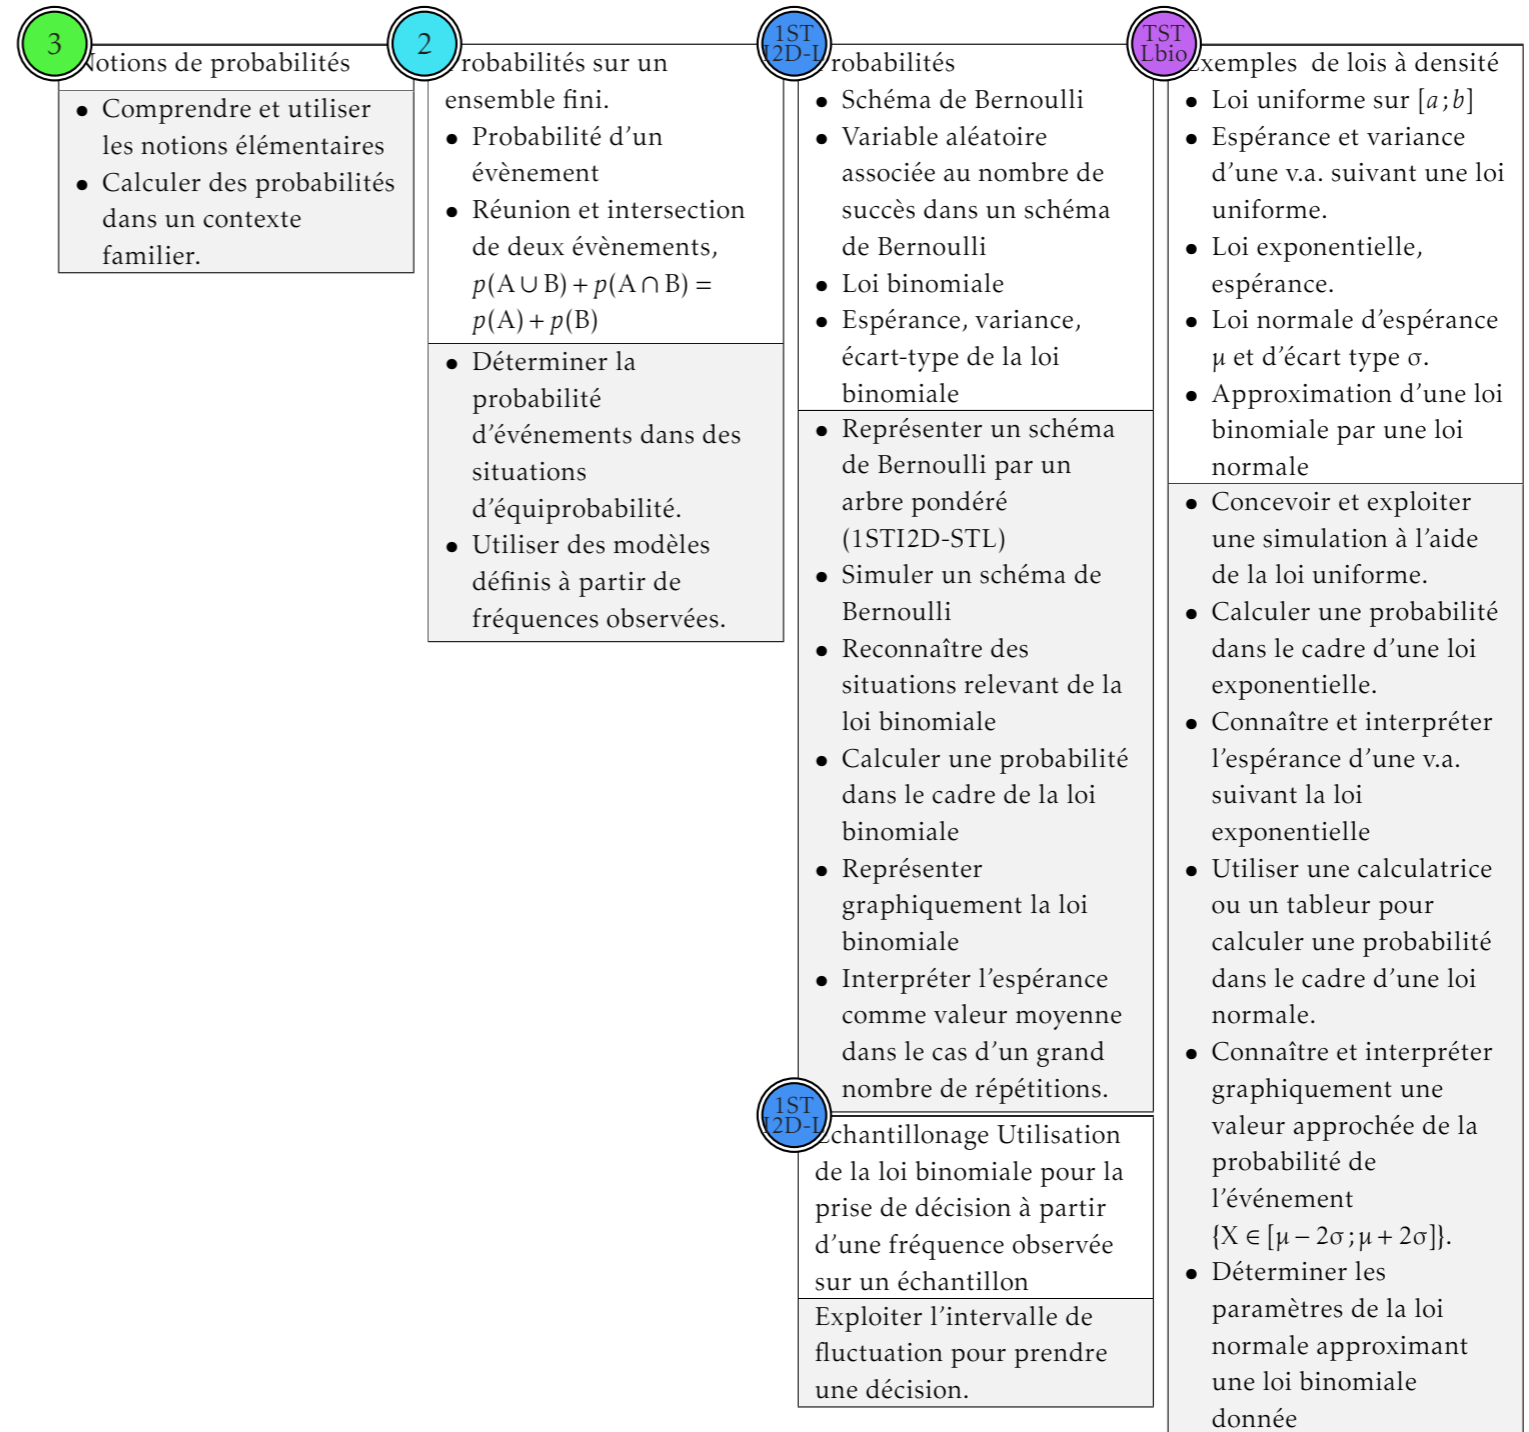 3
Notions de probabilités
• Comprendre et utiliser
les notions élémentaires
• Calculer des probabilités
dans un contexte
familier.
2
Probabilités sur un
ensemble fini.
• Probabilité d'un
évènement
• Réunion et intersection
de deux évènements,
p(A ∪ B) + p(A ∩ B) =
p(A) + p(B)
• Déterminer la
probabilité
d'événements dans des
situations
d'équiprobabilité.
• Utiliser des modèles
définis à partir de
fréquences observées.
1ST
I2D-L
Probabilités
• Schéma de Bernoulli
• Variable aléatoire
associée au nombre de
succès dans un schéma
de Bernoulli
• Loi binomiale
• Espérance, variance,
écart-type de la loi
binomiale
• Représenter un schéma
de Bernoulli par un
arbre pondéré
(1STI2D-STL)
• Simuler un schéma de
Bernoulli
• Reconnaître des
situations relevant de la
loi binomiale
• Calculer une probabilité
dans le cadre de la loi
binomiale
• Représenter
graphiquement la loi
binomiale
• Interpréter l'espérance
comme valeur moyenne
dans le cas d'un grand
nombre de répétitions.
1ST
I2D-L
Echantillonage Utilisation
de la loi binomiale pour la
prise de décision à partir
d'une fréquence observée
sur un échantillon
Exploiter l'intervalle de
fluctuation pour prendre
une décision.
TST
Lbio
Exemples de lois à densité
• Loi uniforme sur [a ; b]
• Espérance et variance
d'une v.a. suivant une loi
uniforme.
• Loi exponentielle,
espérance.
• Loi normale d'espérance
μ et d'écart type σ.
• Approximation d'une loi
binomiale par une loi
normale
• Concevoir et exploiter
une simulation à l'aide
de la loi uniforme.
• Calculer une probabilité
dans le cadre d'une loi
exponentielle.
• Connaître et interpréter
l'espérance d'une v.a.
suivant la loi
exponentielle
• Utiliser une calculatrice
ou un tableur pour
calculer une probabilité
dans le cadre d'une loi
normale.
• Connaître et interpréter
graphiquement une
valeur approchée de la
probabilité de
l'événement
{X ∈ [μ − 2σ ; μ + 2σ]}.
• Déterminer les
paramètres de la loi
normale approximant
une loi binomiale
donnée